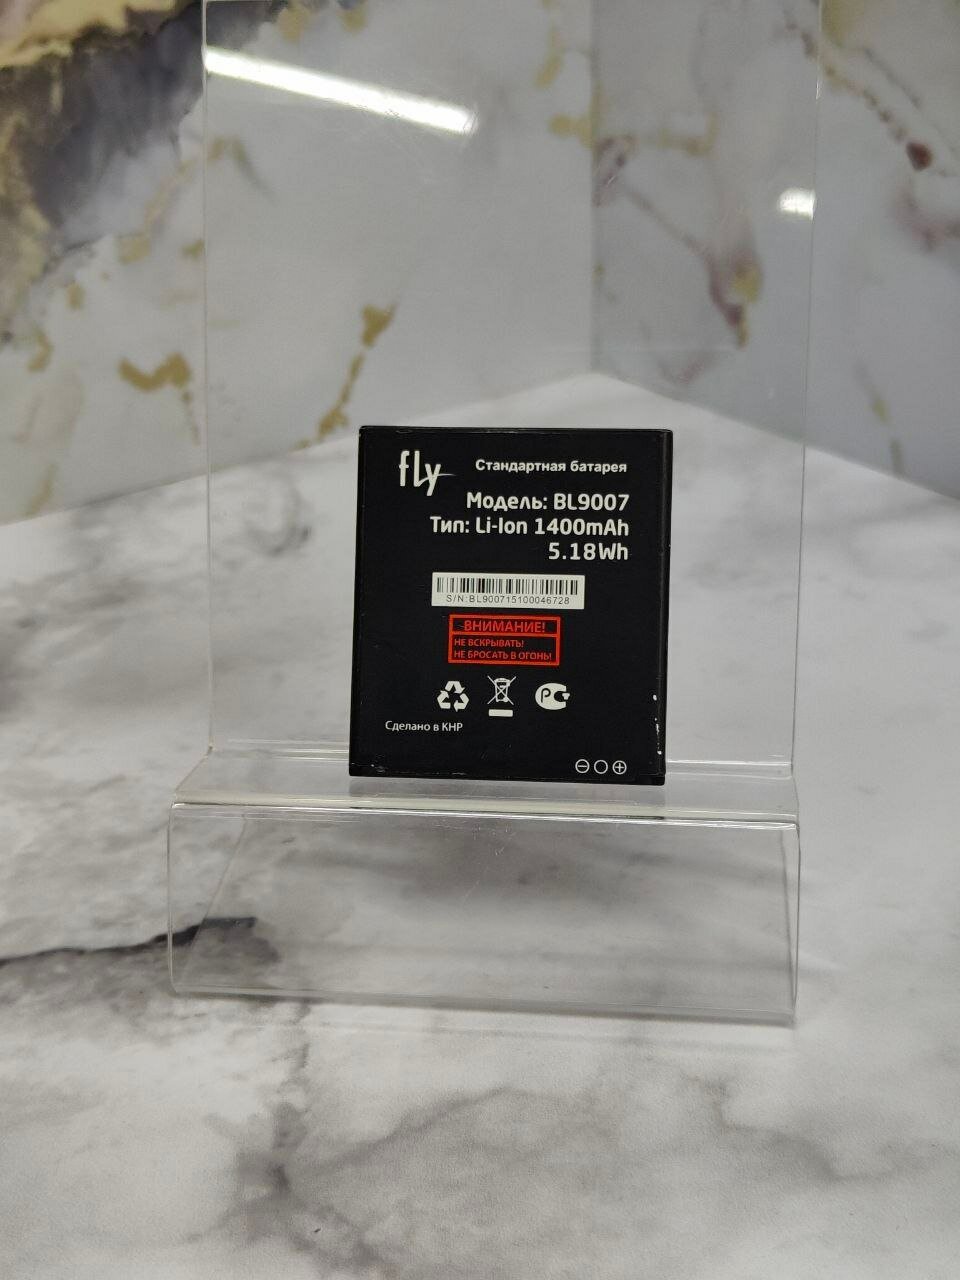 fly Стандартная батарея
Модель: BL9007
Тип: Li-Ion 1400mAh
5.18Wh
S/N:BL900715100046728
ВНИМАНИЕ!
НЕ ВСКРЫВАТЬ!
НЕ БРОСАТЬ В ОГОНЬ!
Сделано в КНР